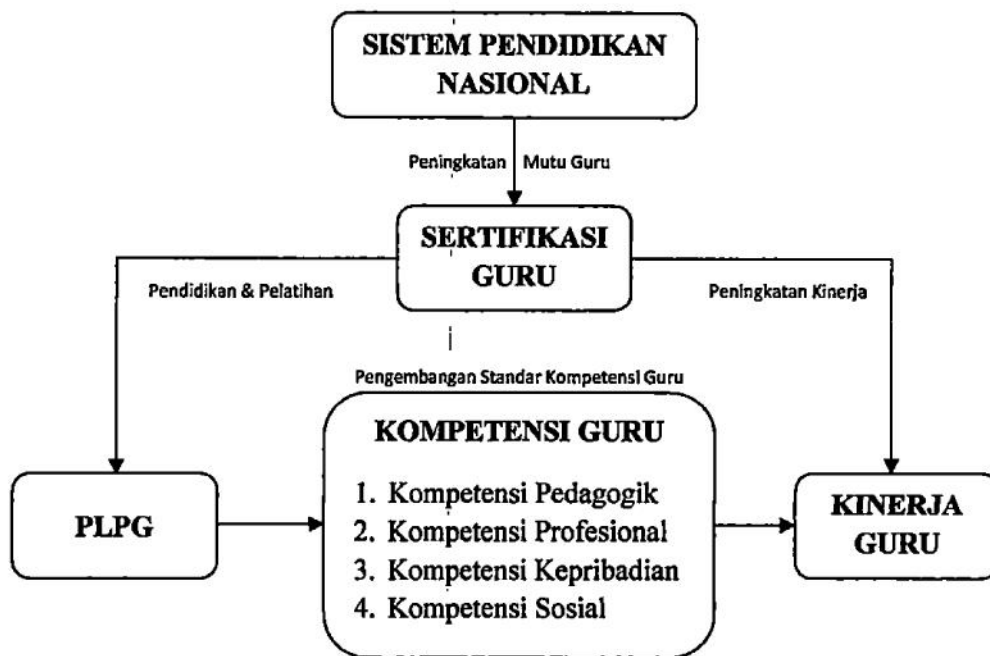 SISTEM PENDIDIKAN
NASIONAL
Peningkatan Mutu Guru
SERTIFIKASI
GURU
Pendidikan & Pelatihan
Peningkatan Kinerja
Pengembangan Standar Kompetensi Guru
KOMPETENSI GURU
1. Kompetensi Pedagogik
2. Kompetensi Profesional
3. Kompetensi Kepribadian
4. Kompetensi Sosial
PLPG
KINERJA
GURU